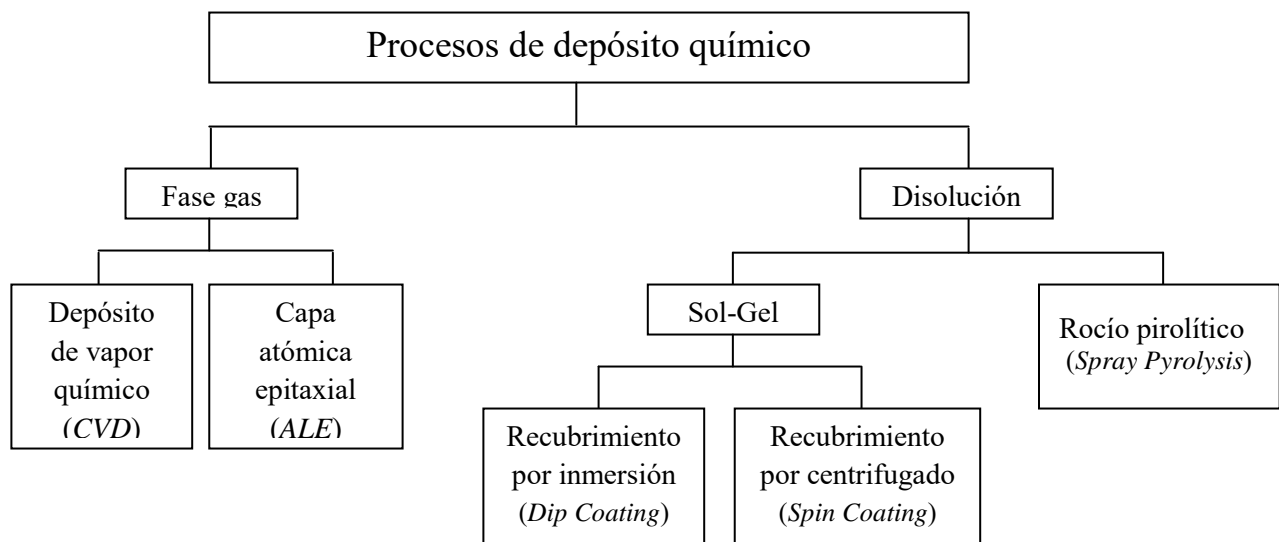 Procesos de depósito químico
Fase gas
Disolución
Depósito
de vapor
químico
(CVD)
Capa
atómica
epitaxial
(ALE)
Sol-Gel
Rocío pirolítico
(Spray Pyrolysis)
Recubrimiento
por inmersión
(Dip Coating)
Recubrimiento
por centrifugado
(Spin Coating)